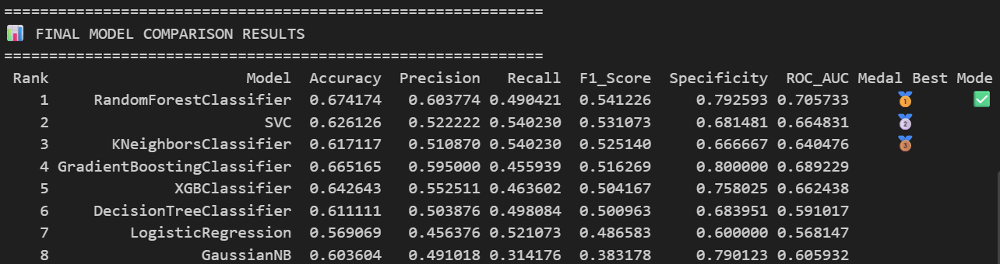 ============================================================
📊 FINAL MODEL COMPARISON RESULTS
============================================================
Rank Model Accuracy Precision Recall F1_Score Specificity ROC_AUC Medal Best Mode
1 RandomForestClassifier 0.674174 0.603774 0.490421 0.541226 0.792593 0.705733 🥇 ✅
2 SVC 0.626126 0.522222 0.540230 0.531073 0.681481 0.664831 🥈
3 KNeighborsClassifier 0.617117 0.510870 0.540230 0.525140 0.666667 0.640476 🥉
4 GradientBoostingClassifier 0.665165 0.595000 0.455939 0.516269 0.800000 0.689229
5 XGBClassifier 0.642643 0.552511 0.463602 0.504167 0.758025 0.662438
6 DecisionTreeClassifier 0.611111 0.503876 0.498084 0.500963 0.683951 0.591017
7 LogisticRegression 0.569069 0.456376 0.521073 0.486583 0.600000 0.568147
8 GaussianNB 0.603604 0.491018 0.314176 0.383178 0.790123 0.605932